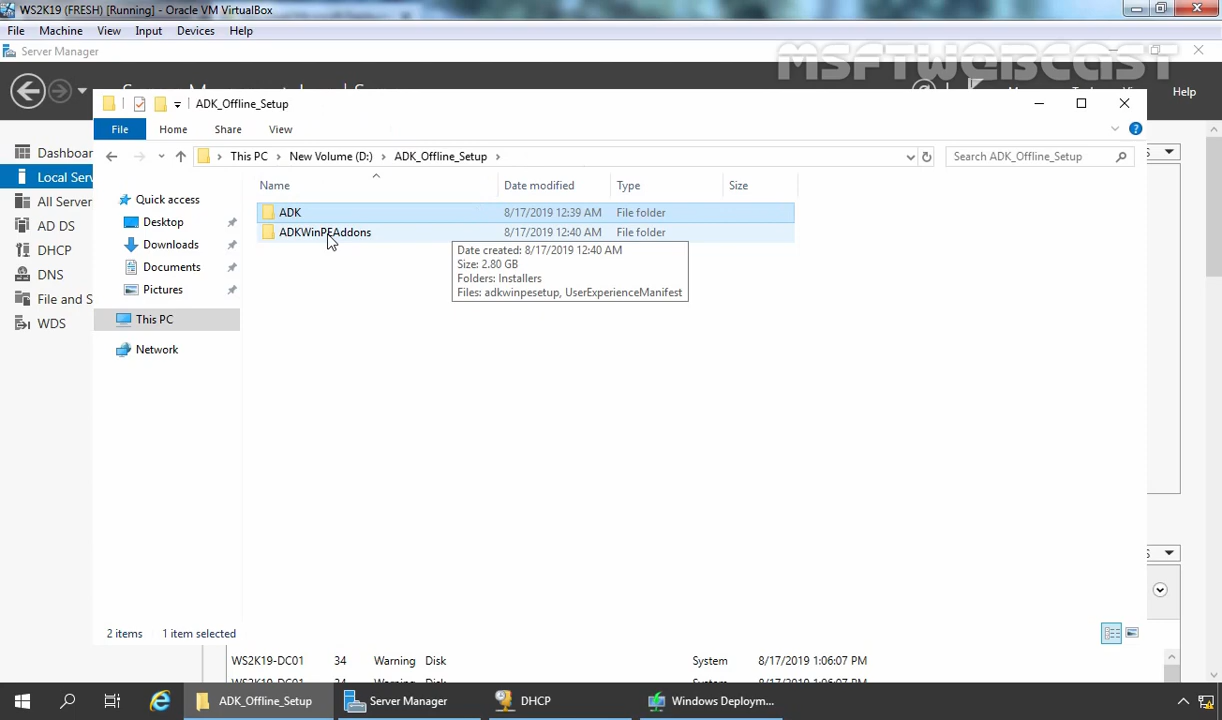 WS2K19 (FRESH) [Running] - Oracle VM VirtualBox
File Machine View Input Devices Help
Server Manager
MSFTWEBCAST
Help
ADK_Offline_Setup
File Home Share View
This PC > New Volume (D:) > ADK_Offline_Setup >
Search ADK_Offline_Setup
Name Date modified Type Size
Quick access
Desktop
Downloads
Documents
Pictures
This PC
Network
ADK 8/17/2019 12:39 AM File folder
ADKWinPEAddons 8/17/2019 12:40 AM File folder
Date created: 8/17/2019 12:40 AM
Size: 2.80 GB
Folders: Installers
Files: adkwinpesetup, UserExperienceManifest
Dashboar
Local Serv
All Server
AD DS
DHCP
DNS
File and S
WDS
2 items 1 item selected
WS2K19-DC01 34 Warning Disk System 8/17/2019 1:06:07 PM
ADK_Offline_Setup Server Manager DHCP Windows Deploym...